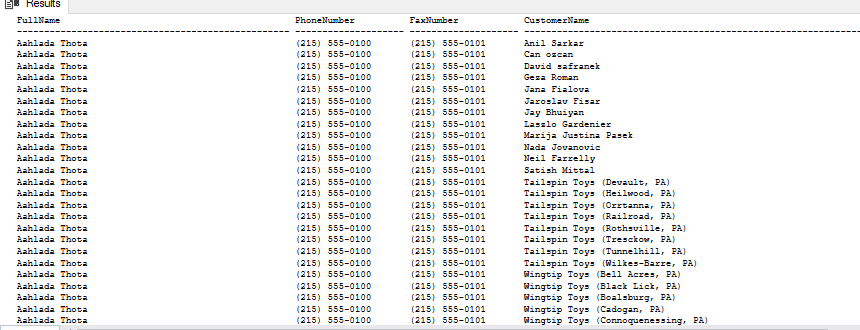 Results
FullName PhoneNumber FaxNumber CustomerName
Aahlada Thota (215) 555-0100 (215) 555-0101 Anil Sarkar
Aahlada Thota (215) 555-0100 (215) 555-0101 Can ozcan
Aahlada Thota (215) 555-0100 (215) 555-0101 David safranek
Aahlada Thota (215) 555-0100 (215) 555-0101 Geza Roman
Aahlada Thota (215) 555-0100 (215) 555-0101 Jana Fialova
Aahlada Thota (215) 555-0100 (215) 555-0101 Jaroslav Fisar
Aahlada Thota (215) 555-0100 (215) 555-0101 Jay Bhuiyan
Aahlada Thota (215) 555-0100 (215) 555-0101 Laszlo Gardenier
Aahlada Thota (215) 555-0100 (215) 555-0101 Marija Justina Pasek
Aahlada Thota (215) 555-0100 (215) 555-0101 Nada Jovanovic
Aahlada Thota (215) 555-0100 (215) 555-0101 Neil Farrelly
Aahlada Thota (215) 555-0100 (215) 555-0101 Satish Mittal
Aahlada Thota (215) 555-0100 (215) 555-0101 Tailspin Toys (Devault, PA)
Aahlada Thota (215) 555-0100 (215) 555-0101 Tailspin Toys (Heilwood, PA)
Aahlada Thota (215) 555-0100 (215) 555-0101 Tailspin Toys (Orrtanna, PA)
Aahlada Thota (215) 555-0100 (215) 555-0101 Tailspin Toys (Railroad, PA)
Aahlada Thota (215) 555-0100 (215) 555-0101 Tailspin Toys (Rothsville, PA)
Aahlada Thota (215) 555-0100 (215) 555-0101 Tailspin Toys (Tresckow, PA)
Aahlada Thota (215) 555-0100 (215) 555-0101 Tailspin Toys (Tunnelhill, PA)
Aahlada Thota (215) 555-0100 (215) 555-0101 Tailspin Toys (Wilkes-Barre, PA)
Aahlada Thota (215) 555-0100 (215) 555-0101 Wingtip Toys (Bell Acres, PA)
Aahlada Thota (215) 555-0100 (215) 555-0101 Wingtip Toys (Black Lick, PA)
Aahlada Thota (215) 555-0100 (215) 555-0101 Wingtip Toys (Boalsburg, PA)
Aahlada Thota (215) 555-0100 (215) 555-0101 Wingtip Toys (Cadogan, PA)
Aahlada Thota (215) 555-0100 (215) 555-0101 Wingtip Toys (Connoquenessing, PA)